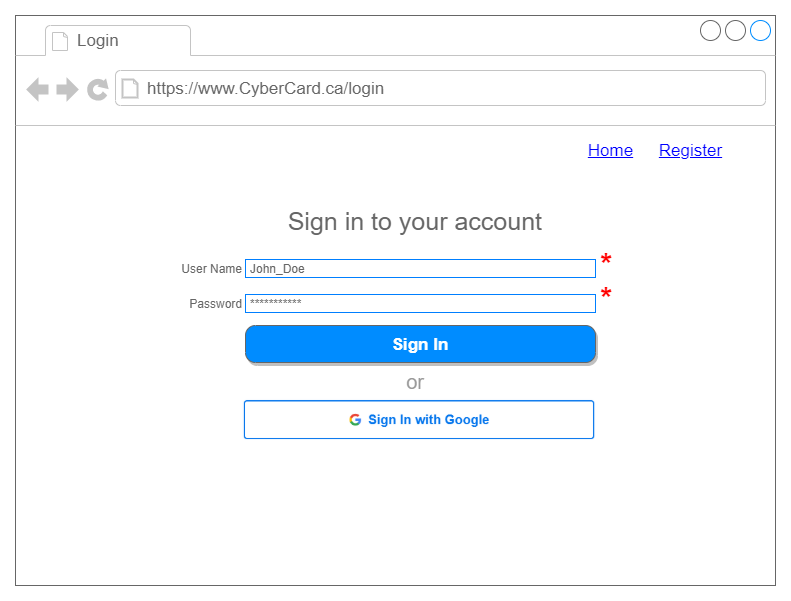 Login
https://www.CyberCard.ca/login
Home Register
Sign in to your account
User Name John_Doe *
Password *********** *
Sign In
or
Sign In with Google